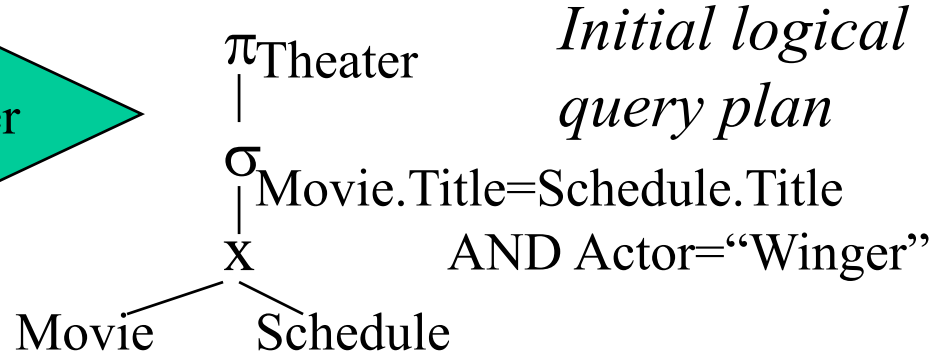 Initial logical
query plan
πTheater
σMovie.Title=Schedule.Title
AND Actor=“Winger”
x
Movie Schedule